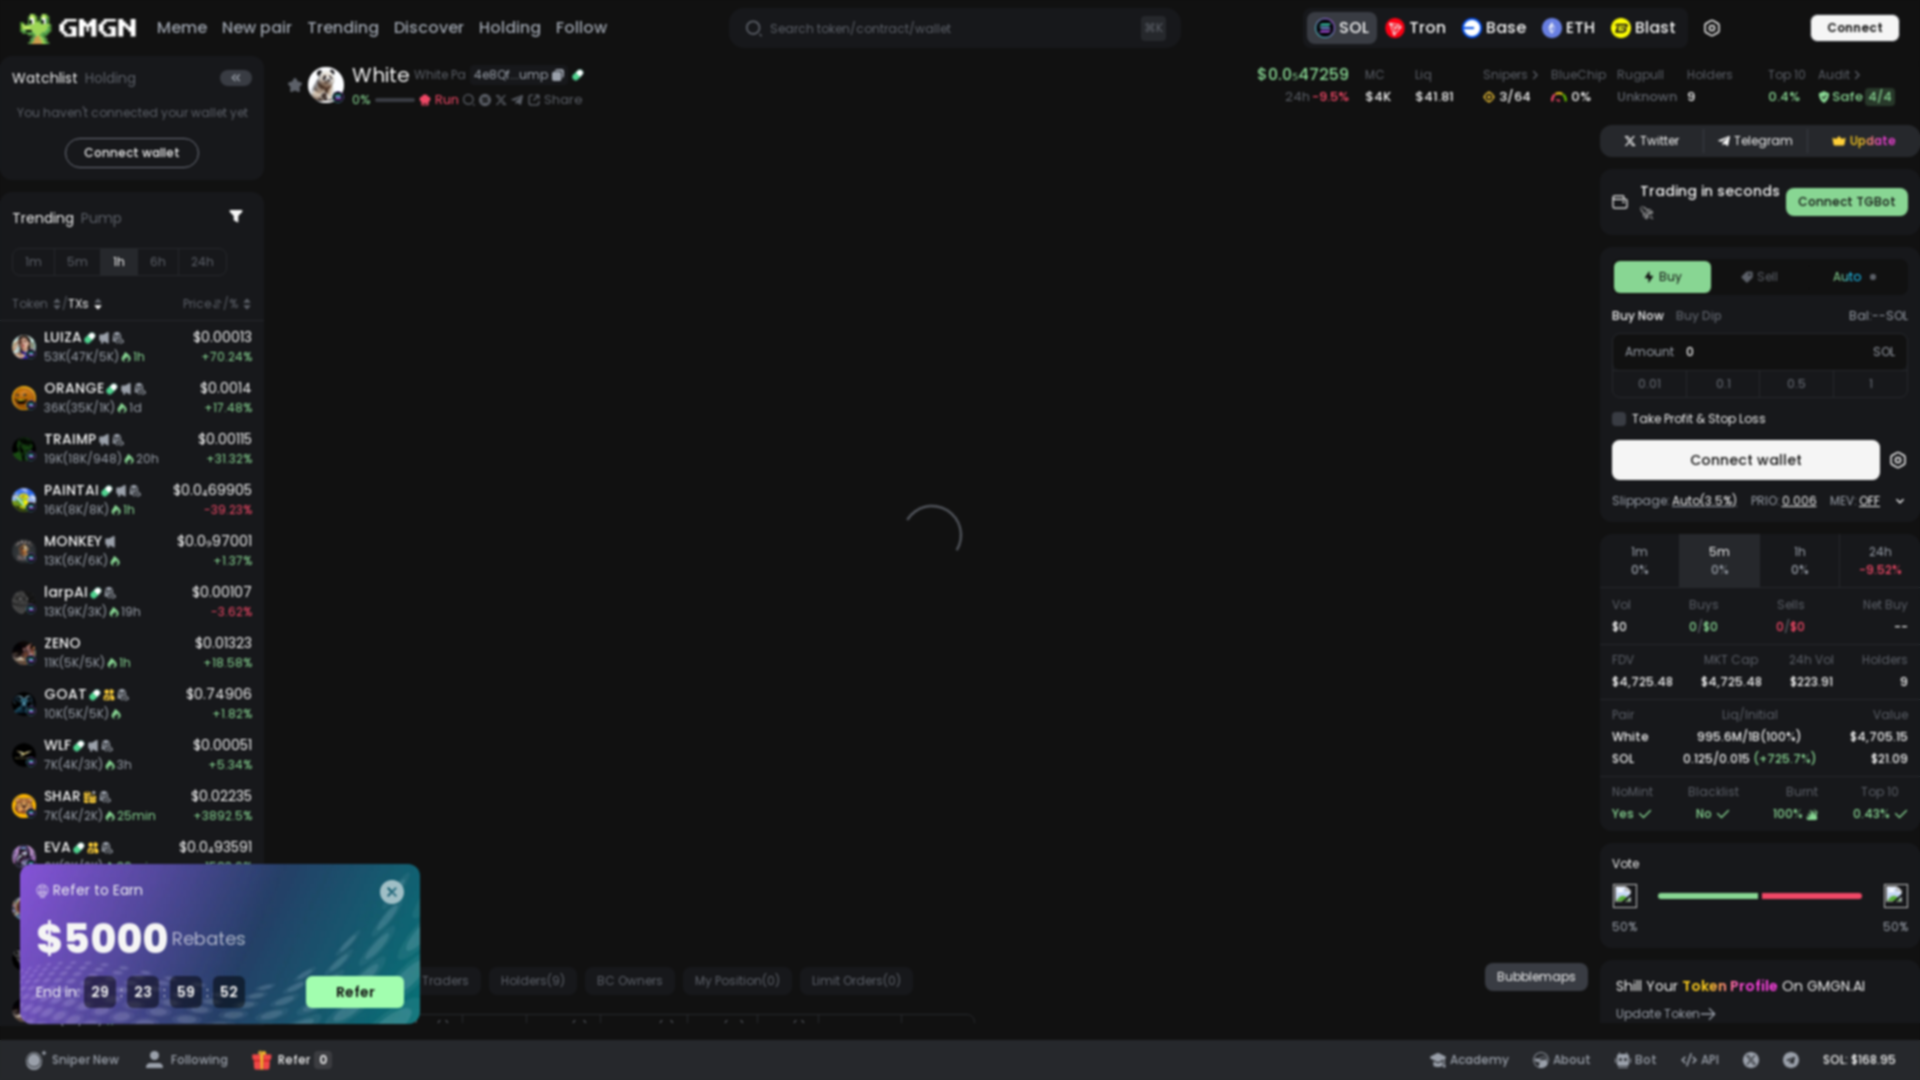 GMGN Meme New pair Trending Discover Holding Follow Search token/contract/wallet ⌘K SOL Tron Base ETH Blast Connect
Watchlist Holding
You haven't connected your wallet yet
Connect wallet
Trending Pump
1m 5m 1h 6h 24h
Token /TXs Price /%
LUIZA $0.00013
53K(47K/5K) 1h +70.24%
ORANGE $0.0014
36K(35K/1K) 1d +17.48%
TRAIMP $0.00115
19K(18K/948) 20h +31.32%
PAINTAI $0.0₄69905
16K(8K/8K) 1h -39.23%
MONKEY
13K(6K/6K) +1.37%
larpAI $0.00107
13K(9K/3K) 19h -3.62%
ZENO $0.01323
11K(5K/5K) 1h +18.58%
GOAT $0.74906
10K(5K/5K) +1.82%
WLF $0.00051
7K(4K/3K) 3h +5.34%
SHAR $0.02235
7K(4K/2K) 25min +3892.5%
EVA $0.0₄93591
Refer to Earn
$5000 Rebates
End in: 29 : 23 : 59 : 52 Refer
White White Pa 4e8Qf...ump
0% Run Share
$0.0₅47259 MC Liq Snipers BlueChip Rugpull Holders Top 10 Audit
24h -9.5% $4K $41.81 3/64 0% Unknown 9 0.4% Safe 4/4
Traders Holders(9) BC Owners My Position(0) Limit Orders(0) Bubblemaps
Twitter Telegram Update
Trading in seconds
Connect TGBot
Buy Sell Auto
Buy Now Buy Dip Bal:--SOL
Amount 0 SOL
0.01 0.1 0.5 1
Take Profit & Stop Loss
Connect wallet
Slippage: Auto(3.5%) PRIO: 0.006 MEV: OFF
1m 5m 1h 24h
0% 0% 0% -9.52%
Vol Buys Sells Net Buy
$0 0/$0 0/$0 --
FDV MKT Cap 24h Vol Holders
$4,725.48 $4,725.48 $223.91 9
Pair Liq/Initial Value
White 995.6M/1B(100%) $4,705.15
SOL 0.125/0.015 (+725.7%) $21.09
NoMint Blacklist Burnt Top 10
Yes No 100% 0.43%
Vote
50% 50%
Shill Your Token Profile On GMGN.AI
Update Token
Sniper New Following Refer 0 Academy About Bot </> API SOL: $168.95